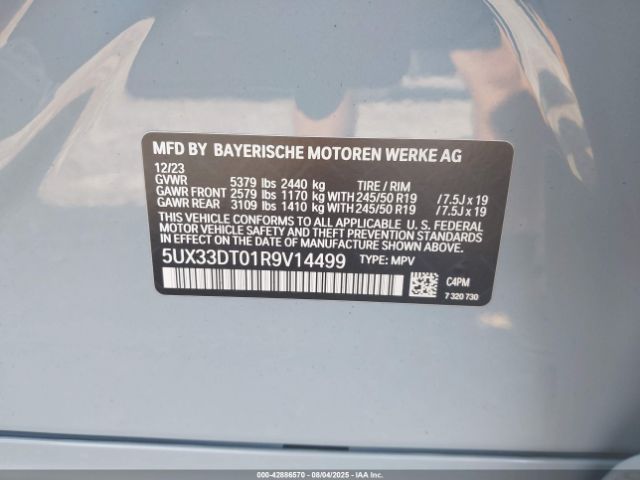 MFD BY BAYERISCHE MOTOREN WERKE AG
12/23
GVWR 5379 lbs 2440 kg TIRE / RIM
GAWR FRONT 2579 lbs 1170 kg WITH 245/50 R19 /7.5J x 19
GAWR REAR 3109 lbs 1410 kg WITH 245/50 R19 /7.5J x 19
THIS VEHICLE CONFORMS TO ALL APPLICABLE U. S. FEDERAL
MOTOR VEHICLE SAFETY STANDARDS IN EFFECT ON THE
DATE OF MANUFACTURE SHOWN ABOVE.
5UX33DT01R9V14499 TYPE: MPV
C4PM
7 320 730
000-42886570 - 08/04/2025 - IAA, Inc.